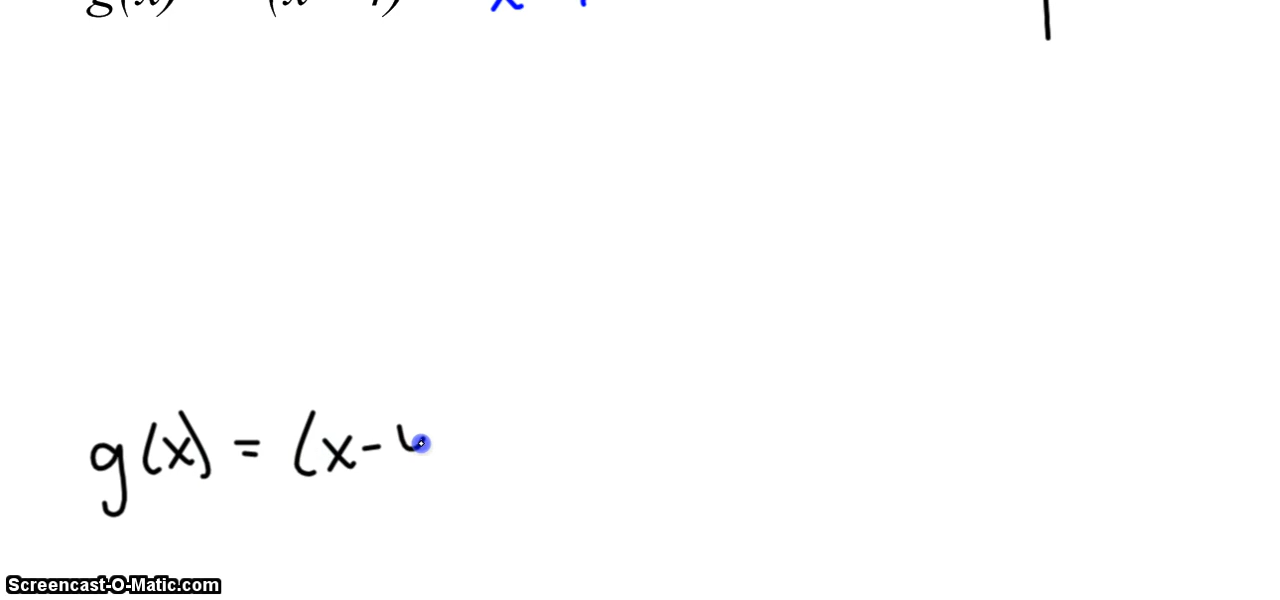 g(x) (x
g(x) = (x -
Screencast-O-Matic.com